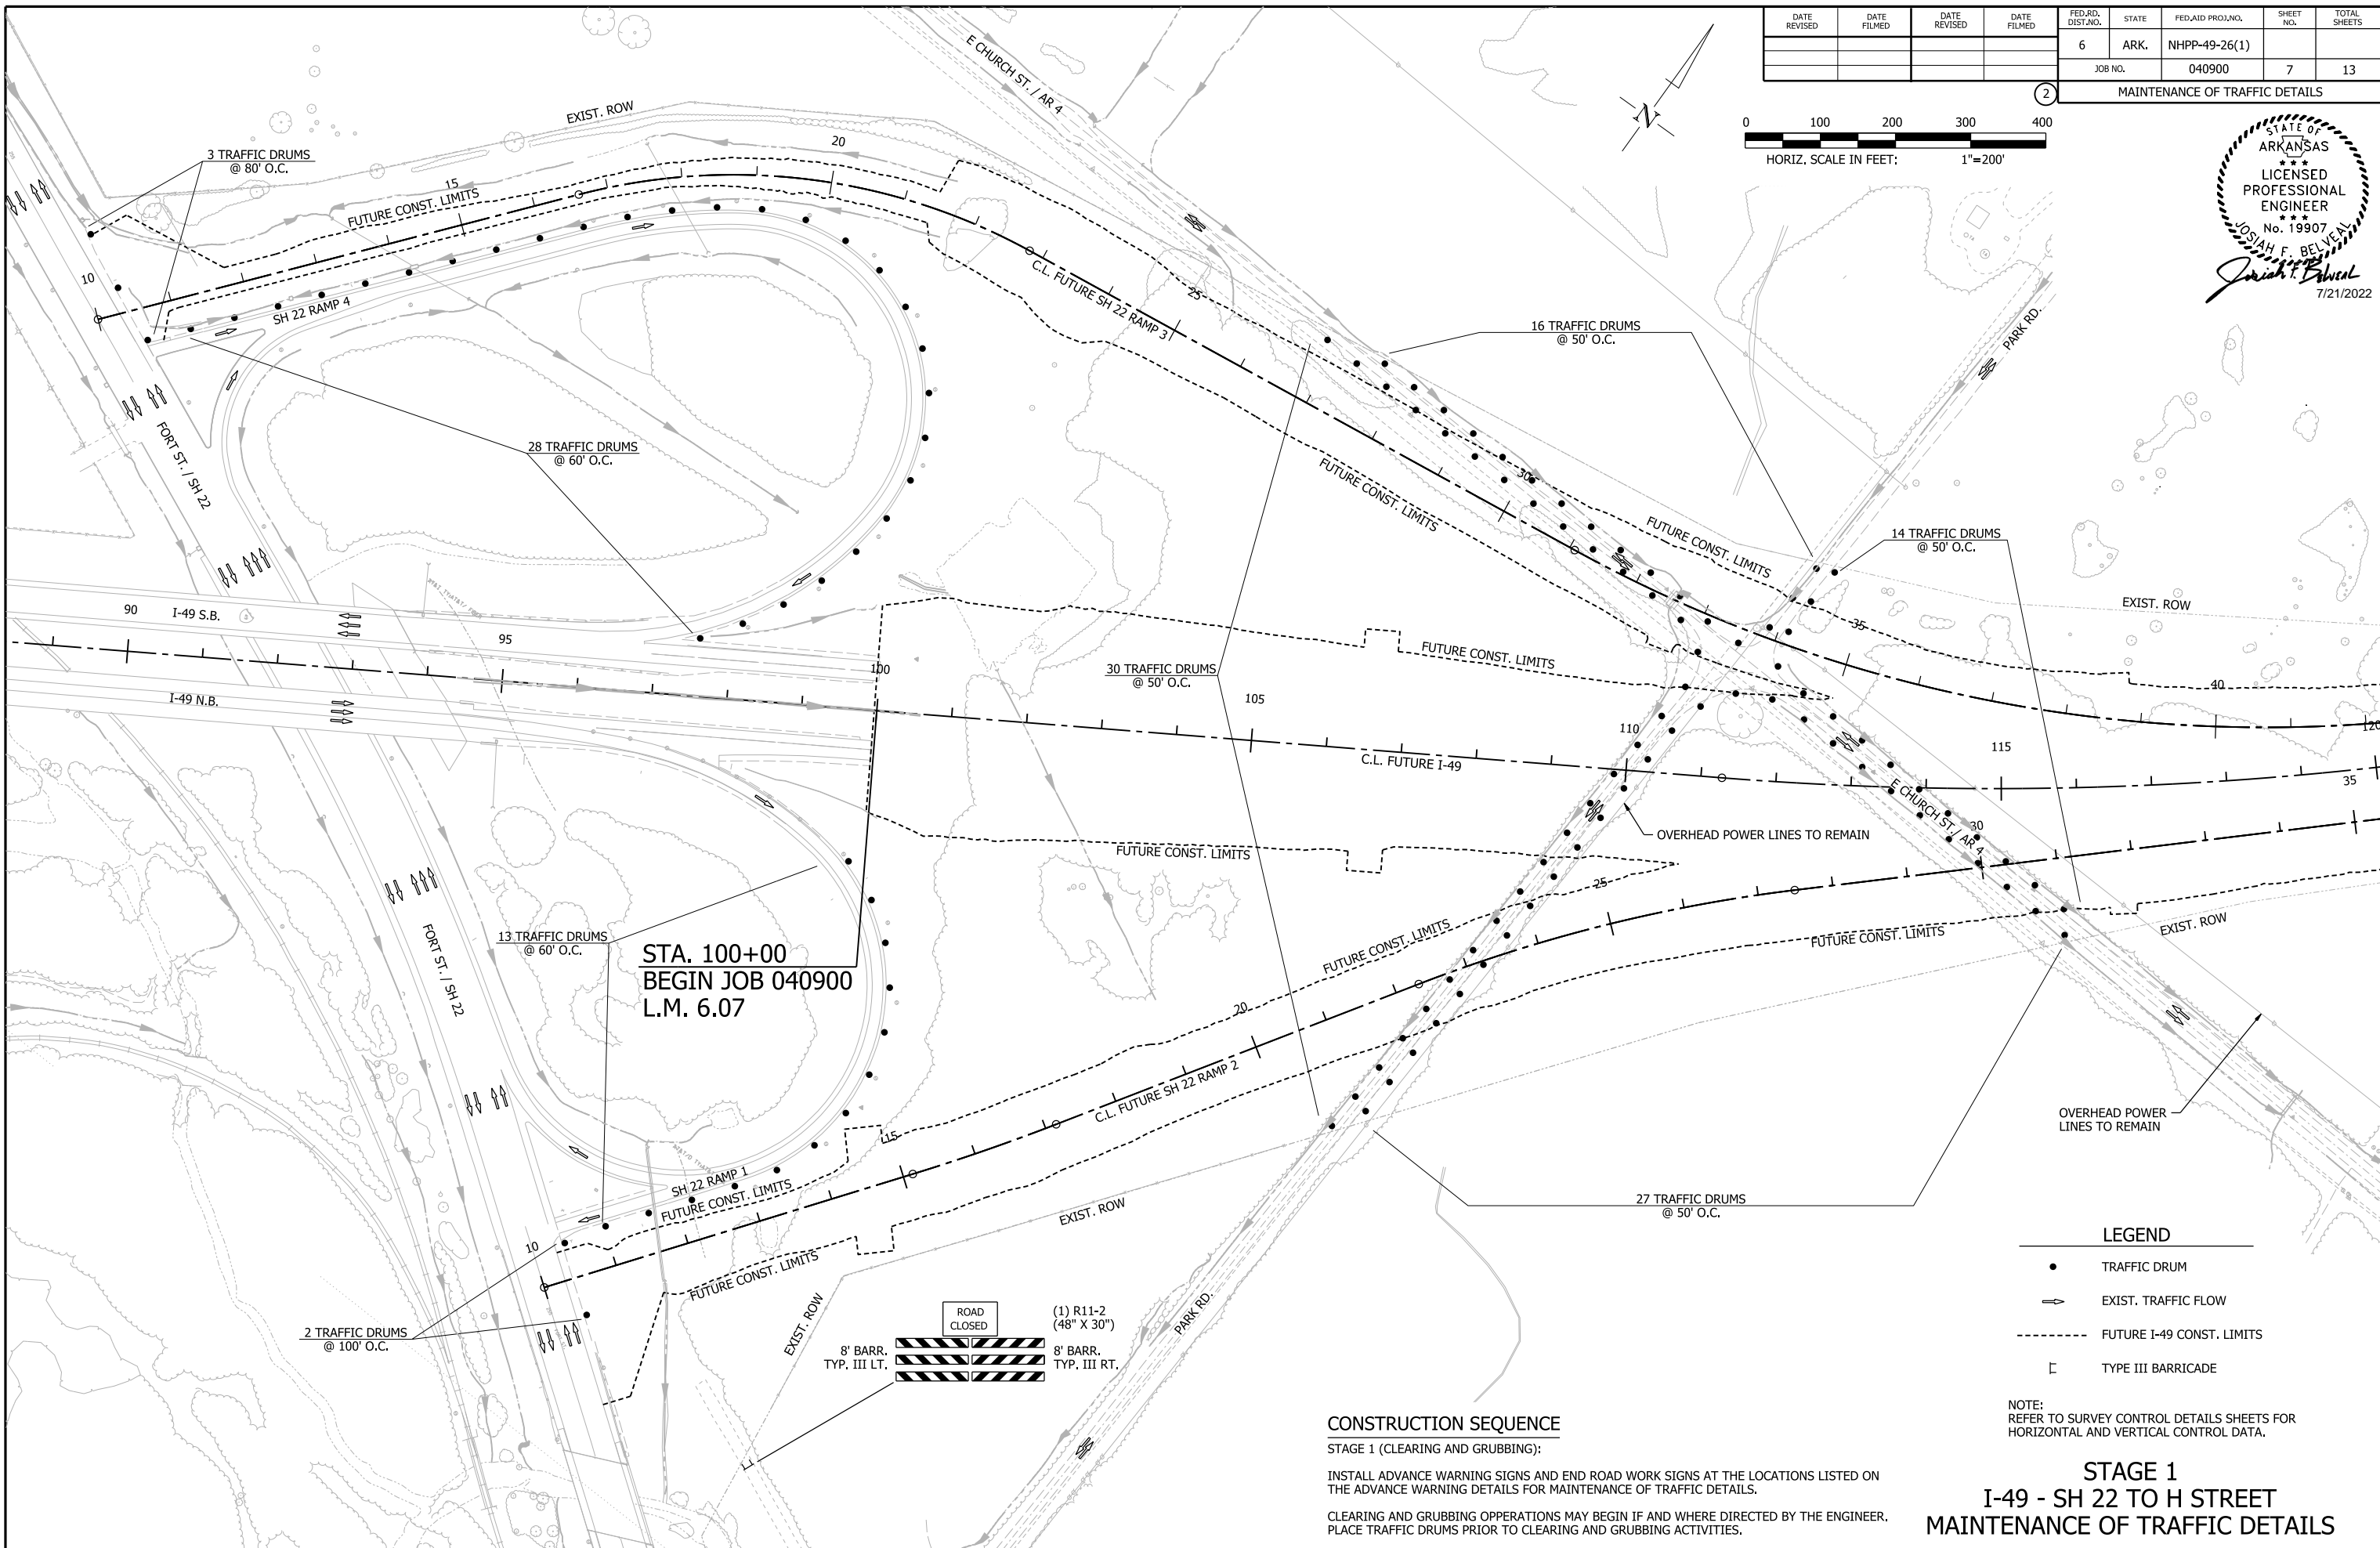 DATE REVISED
DATE FILMED
DATE REVISED
DATE FILMED
FED.RD. DIST.NO.
STATE
FED.AID PROJ.NO.
SHEET NO.
TOTAL SHEETS
6
ARK.
NHPP-49-26(1)
JOB NO.
040900
7
13
2
MAINTENANCE OF TRAFFIC DETAILS
0 100 200 300 400
HORIZ. SCALE IN FEET: 1"=200'
N
STATE OF
ARKANSAS
★ ★ ★
LICENSED
PROFESSIONAL
ENGINEER
★ ★ ★
No. 19907
JOSIAH F. BELVEAL
Josiah F. Belveal
7/21/2022
E CHURCH ST. / AR 4
EXIST. ROW
20
3 TRAFFIC DRUMS
@ 80' O.C.
15
FUTURE CONST. LIMITS
10
SH 22 RAMP 4
C.L. FUTURE SH 22 RAMP 3
25
16 TRAFFIC DRUMS
@ 50' O.C.
PARK RD.
FORT ST. / SH 22
28 TRAFFIC DRUMS
@ 60' O.C.
FUTURE CONST. LIMITS
30
FUTURE CONST. LIMITS
14 TRAFFIC DRUMS
@ 50' O.C.
90
I-49 S.B.
95
100
EXIST. ROW
35
FUTURE CONST. LIMITS
30 TRAFFIC DRUMS
@ 50' O.C.
I-49 N.B.
105
40
110
115
120
C.L. FUTURE I-49
35
E CHURCH ST. / AR 4
30
OVERHEAD POWER LINES TO REMAIN
FUTURE CONST. LIMITS
25
FORT ST. / SH 22
13 TRAFFIC DRUMS
@ 60' O.C.
STA. 100+00
BEGIN JOB 040900
L.M. 6.07
FUTURE CONST. LIMITS
FUTURE CONST. LIMITS
EXIST. ROW
20
C.L. FUTURE SH 22 RAMP 2
15
OVERHEAD POWER
LINES TO REMAIN
SH 22 RAMP 1
FUTURE CONST. LIMITS
EXIST. ROW
27 TRAFFIC DRUMS
@ 50' O.C.
10
FUTURE CONST. LIMITS
2 TRAFFIC DRUMS
@ 100' O.C.
EXIST. ROW
PARK RD.
ROAD
CLOSED
(1) R11-2
(48" X 30")
8' BARR.
TYP. III LT.
8' BARR.
TYP. III RT.
LEGEND
TRAFFIC DRUM
EXIST. TRAFFIC FLOW
FUTURE I-49 CONST. LIMITS
TYPE III BARRICADE
NOTE:
REFER TO SURVEY CONTROL DETAILS SHEETS FOR
HORIZONTAL AND VERTICAL CONTROL DATA.
CONSTRUCTION SEQUENCE
STAGE 1 (CLEARING AND GRUBBING):
INSTALL ADVANCE WARNING SIGNS AND END ROAD WORK SIGNS AT THE LOCATIONS LISTED ON
THE ADVANCE WARNING DETAILS FOR MAINTENANCE OF TRAFFIC DETAILS.
CLEARING AND GRUBBING OPPERATIONS MAY BEGIN IF AND WHERE DIRECTED BY THE ENGINEER.
PLACE TRAFFIC DRUMS PRIOR TO CLEARING AND GRUBBING ACTIVITIES.
STAGE 1
I-49 - SH 22 TO H STREET
MAINTENANCE OF TRAFFIC DETAILS